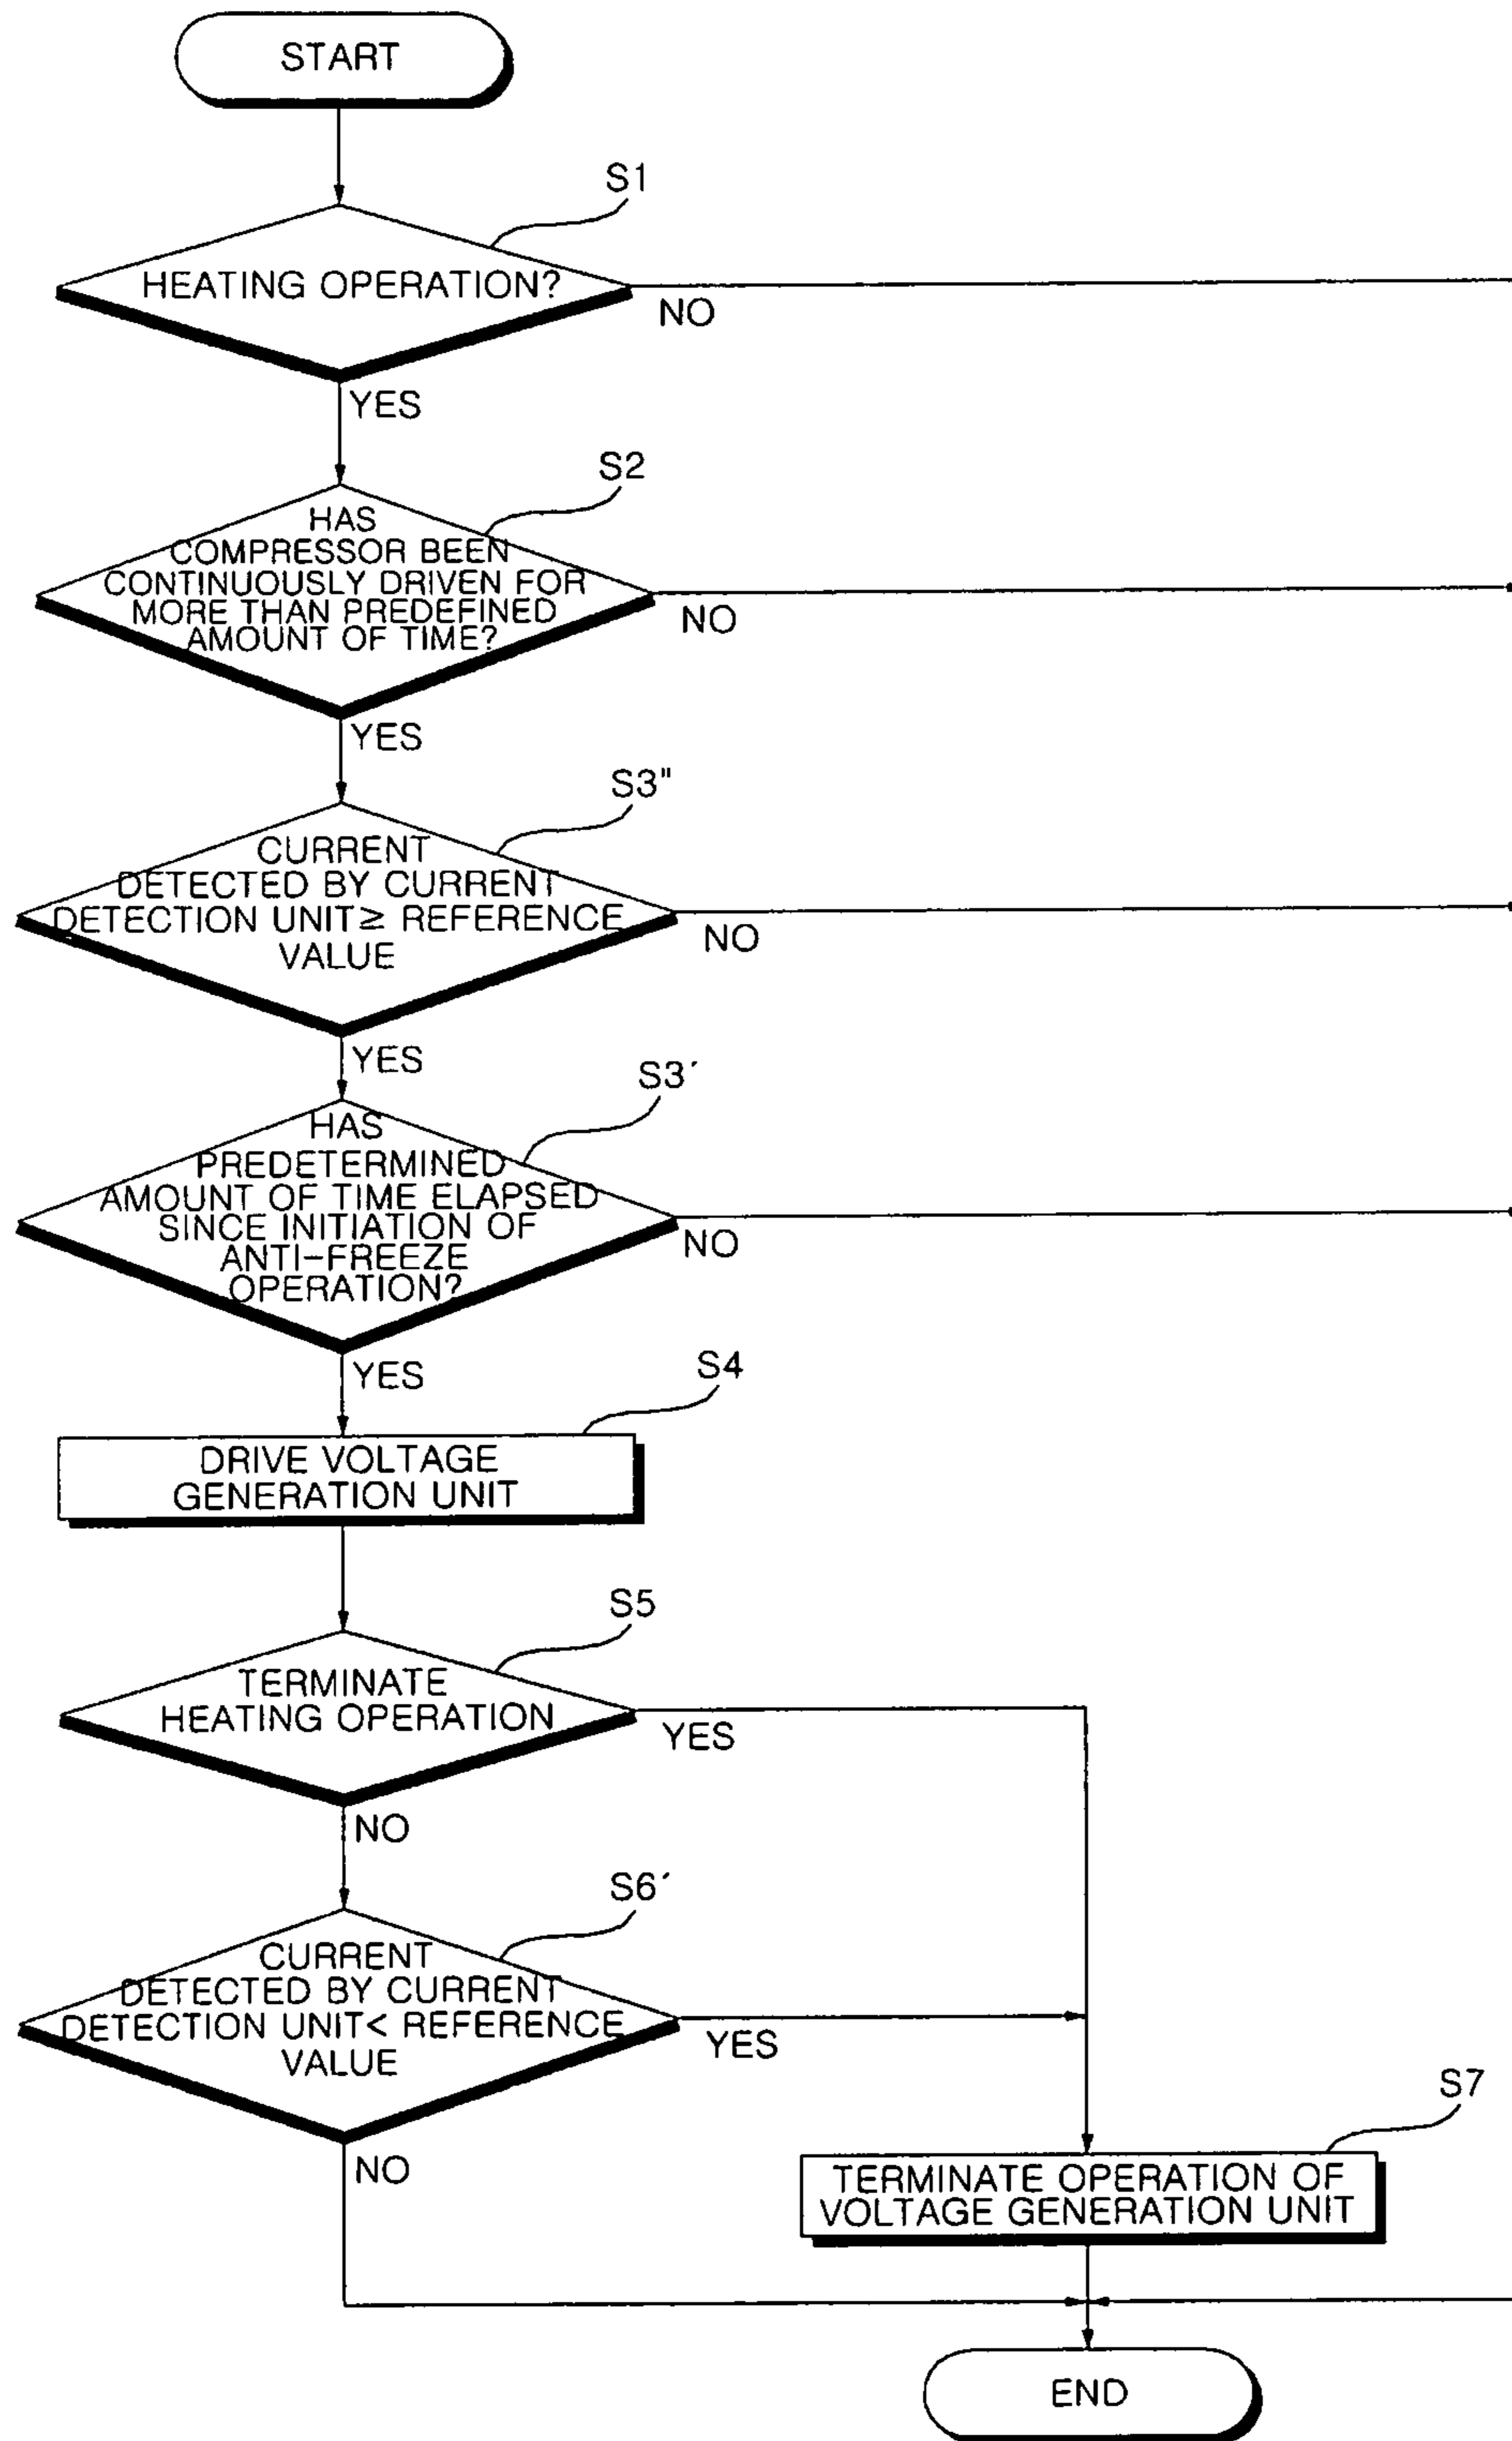 START
S1
HEATING OPERATION?
NO
YES
S2
HAS
COMPRESSOR BEEN
CONTINUOUSLY DRIVEN FOR
MORE THAN PREDEFINED
AMOUNT OF TIME?
NO
YES
S3"
CURRENT
DETECTED BY CURRENT
DETECTION UNIT≥ REFERENCE
VALUE
NO
YES
S3´
HAS
PREDETERMINED
AMOUNT OF TIME ELAPSED
SINCE INITIATION OF
ANTI-FREEZE
OPERATION?
NO
YES
S4
DRIVE VOLTAGE
GENERATION UNIT
S5
TERMINATE
HEATING OPERATION
YES
NO
S6´
CURRENT
DETECTED BY CURRENT
DETECTION UNIT< REFERENCE
VALUE
YES
NO
S7
TERMINATE OPERATION OF
VOLTAGE GENERATION UNIT
END